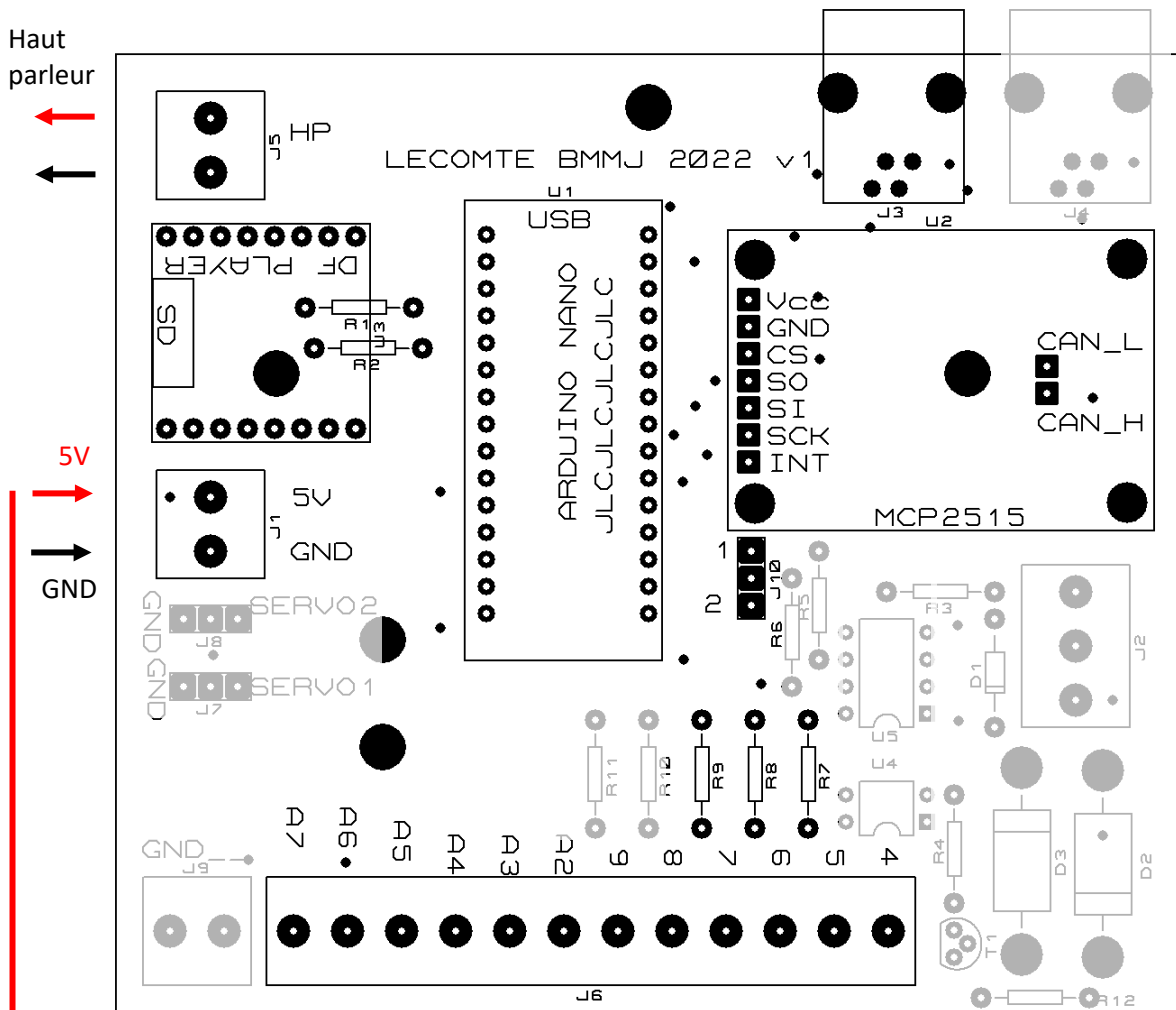 Haut
parleur
HP
J5
LECOMTE BMMJ 2022 v1
J3
J4
U1
USB
U2
DF PLAYER
SD
R1
U3
R2
ARDUINO NANO
JLCJLCJLCJLC
Vcc
GND
CS
SO
SI
SCK
INT
CAN_L
CAN_H
MCP2515
5V
GND
5V
GND
J1
1
2
J10
GND
SERVO2
J8
GND
SERVO1
J7
R5
R6
R3
D1
J2
U5
U4
R11
R10
R9
R8
R7
R4
D3
D2
T1
R12
A7
A6
A5
A4
A3
A2
9
8
7
6
5
4
GND
J9
J6